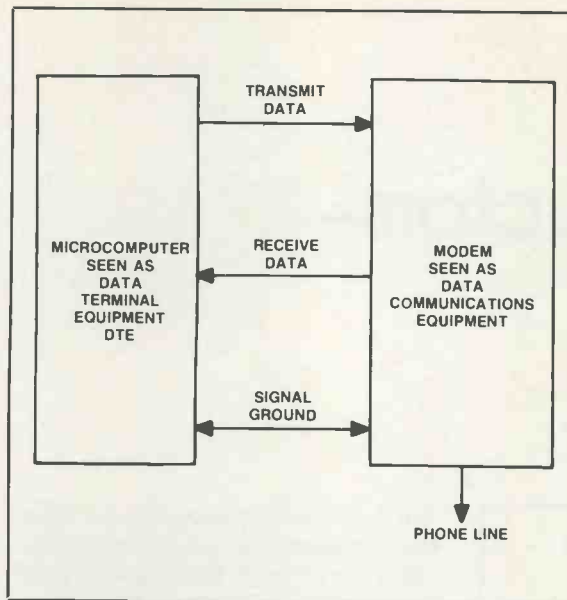 TRANSMIT
DATA
MICROCOMPUTER
SEEN AS
DATA
TERMINAL
EQUIPMENT
DTE
RECEIVE
DATA
MODEM
SEEN AS
DATA
COMMUNICATIONS
EQUIPMENT
SIGNAL
GROUND
PHONE LINE